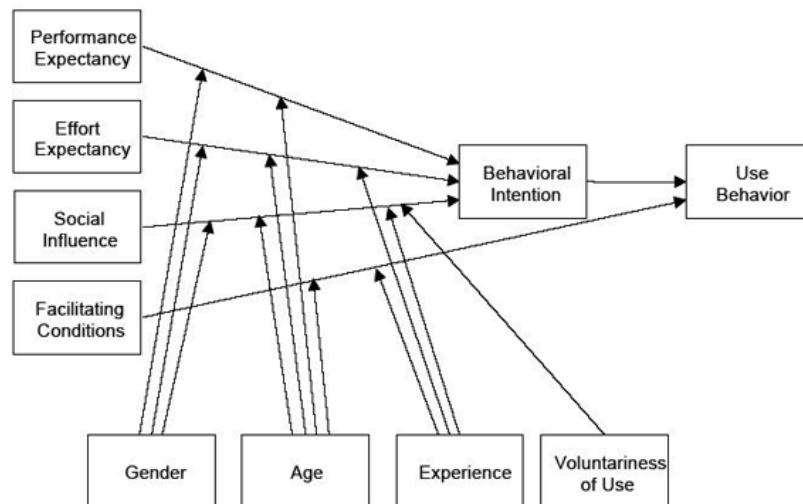 Performance
Expectancy
Effort
Expectancy
Social
Influence
Facilitating
Conditions
Behavioral
Intention
Use
Behavior
Gender
Age
Experience
Voluntariness
of Use